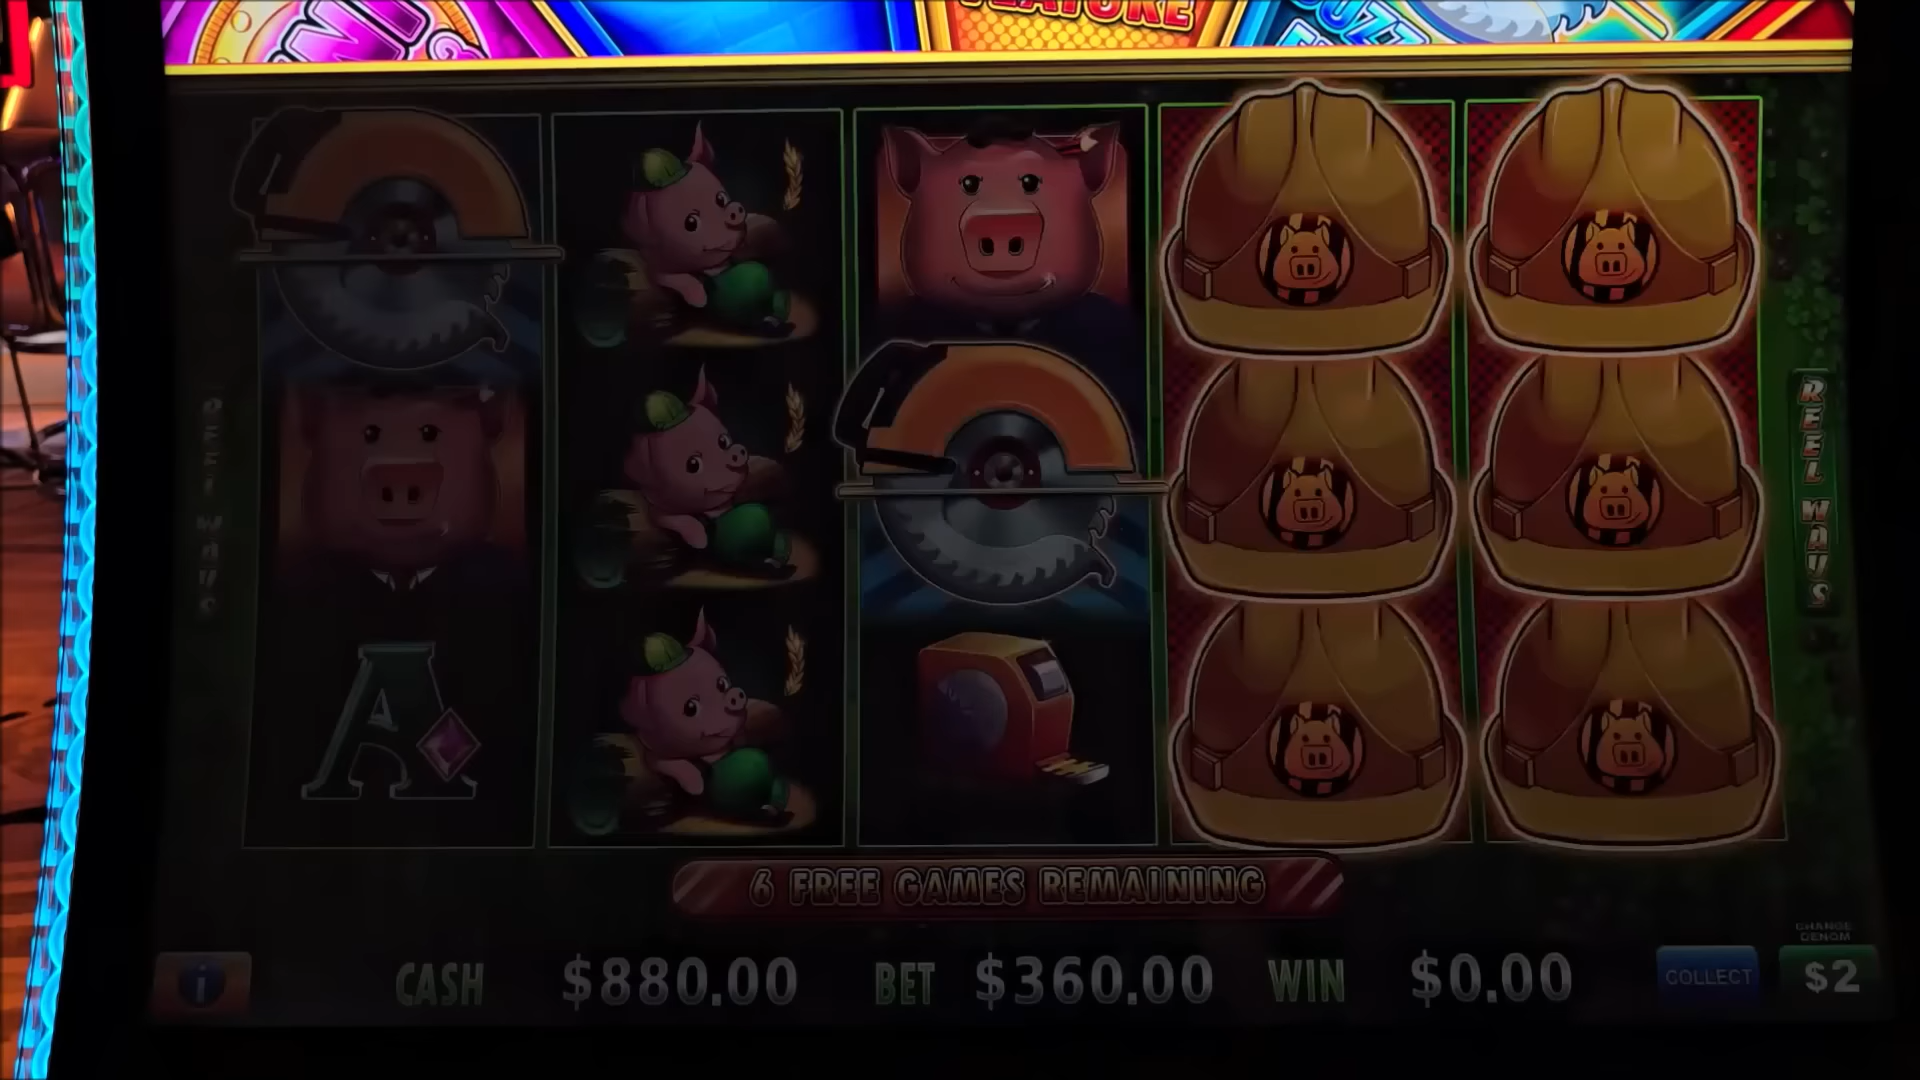 FEATURE
BUZZ
REEL WAYS
REEL WAYS
A
6 FREE GAMES REMAINING
CHANGE
DENOM
i
CASH $880.00 BET $360.00 WIN $0.00 COLLECT $2